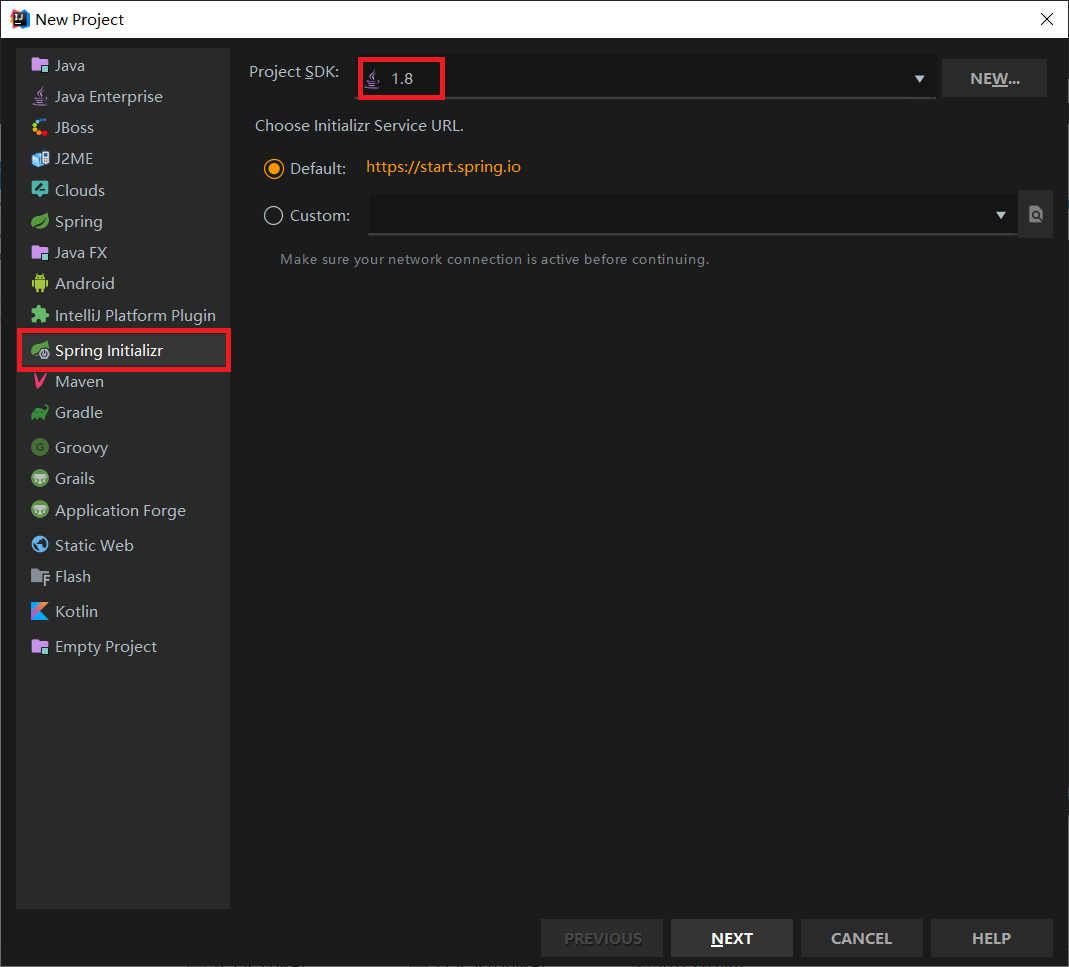 New Project
Java
Java Enterprise
JBoss
J2ME
Clouds
Spring
Java FX
Android
IntelliJ Platform Plugin
Spring Initializr
Maven
Gradle
Groovy
Grails
Application Forge
Static Web
Flash
Kotlin
Empty Project
Project SDK: 1.8 NEW...
Choose Initializr Service URL.
Default: https://start.spring.io
Custom:
Make sure your network connection is active before continuing.
PREVIOUS NEXT CANCEL HELP